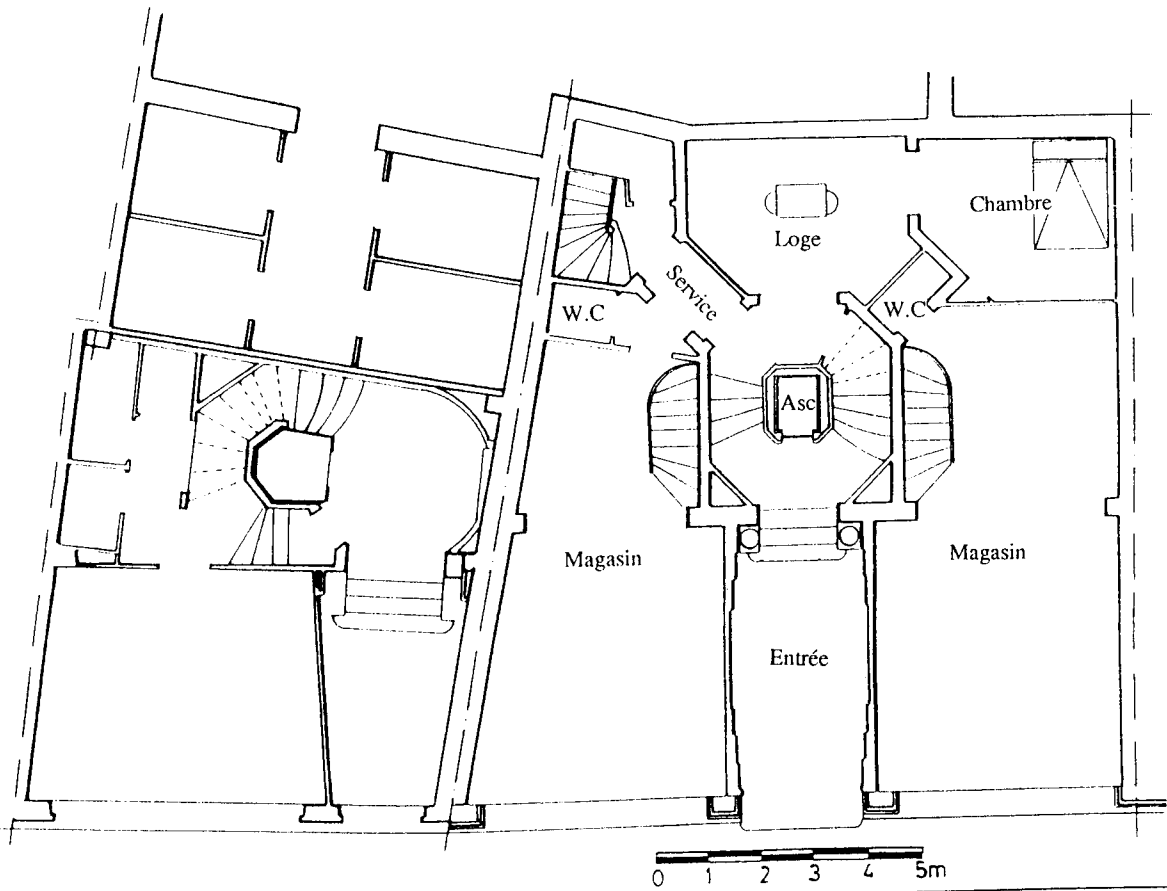 Chambre
Loge
Service
W.C
W.C
Asc
Magasin
Magasin
Entrée
0 1 2 3 4 5m